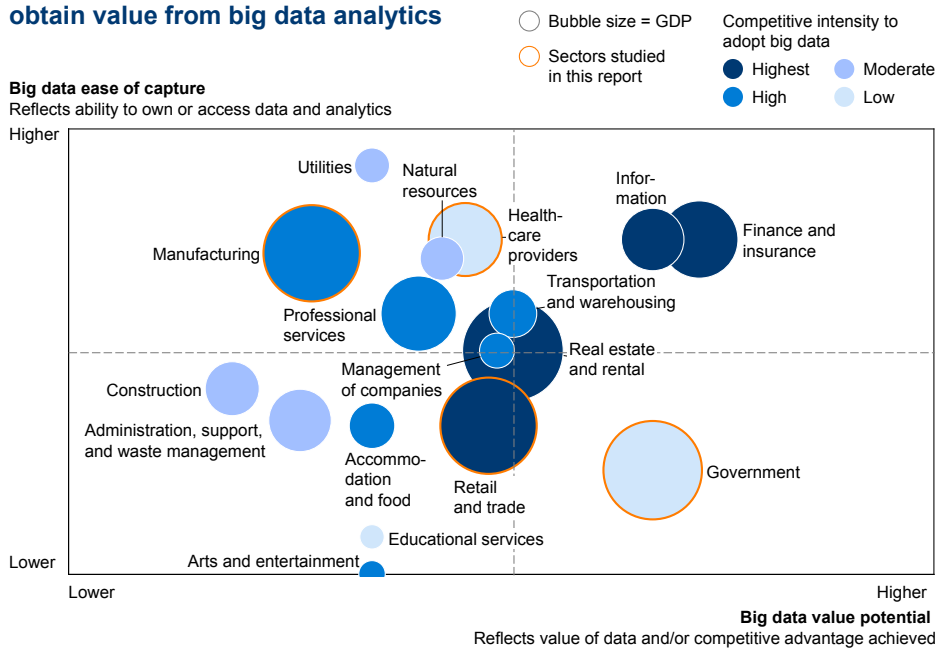 obtain value from big data analytics
Bubble size = GDP
Sectors studied
in this report
Competitive intensity to
adopt big data
Highest
Moderate
High
Low
Big data ease of capture
Reflects ability to own or access data and analytics
Higher
Utilities
Natural
resources
Infor-
mation
Health-
care
providers
Finance and
insurance
Manufacturing
Transportation
and warehousing
Professional
services
Real estate
and rental
Management
of companies
Construction
Administration, support,
and waste management
Accommo-
dation
and food
Retail
and trade
Government
Educational services
Arts and entertainment
Lower
Lower
Higher
Big data value potential
Reflects value of data and/or competitive advantage achieved